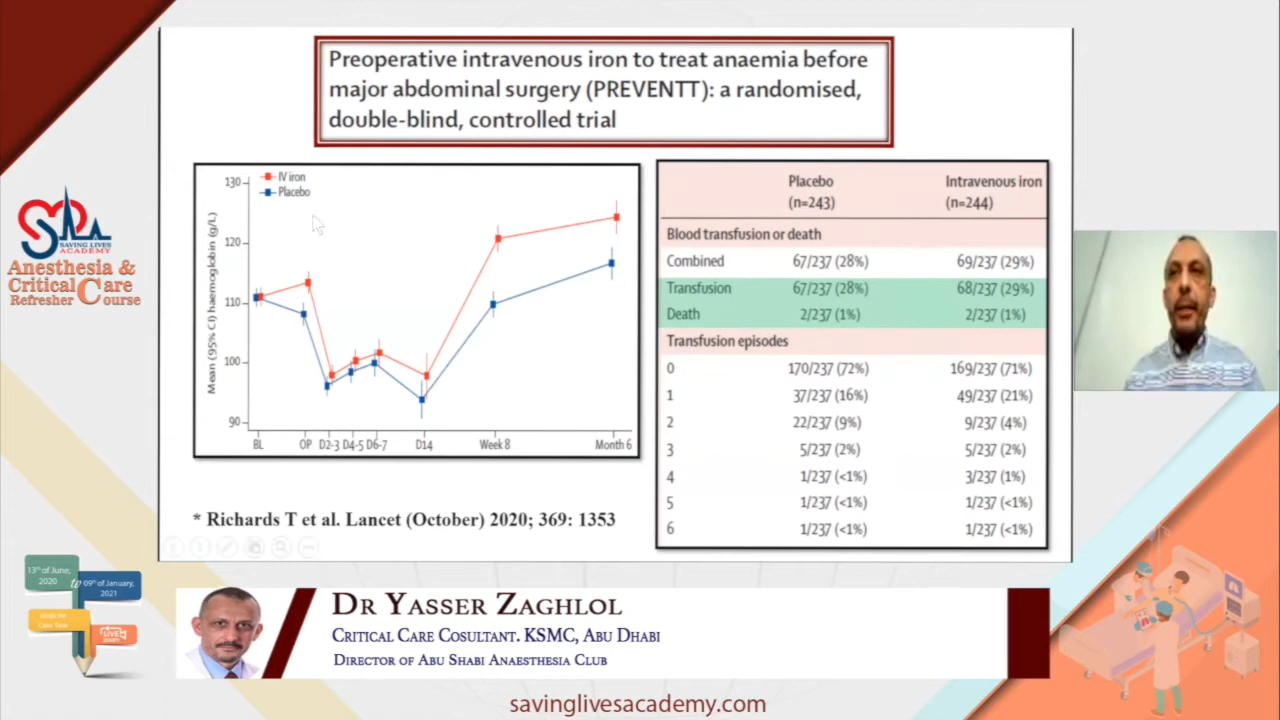 Preoperative intravenous iron to treat anaemia before
major abdominal surgery (PREVENTT): a randomised,
double-blind, controlled trial
IV iron
Placebo
Mean (95% CI) haemoglobin (g/L)
130
120
110
100
90
BL OP D2-3 D4-5 D6-7 D14 Week 8 Month 6
Placebo Intravenous iron
(n=243) (n=244)
Blood transfusion or death
Combined 67/237 (28%) 69/237 (29%)
Transfusion 67/237 (28%) 68/237 (29%)
Death 2/237 (1%) 2/237 (1%)
Transfusion episodes
0 170/237 (72%) 169/237 (71%)
1 37/237 (16%) 49/237 (21%)
2 22/237 (9%) 9/237 (4%)
3 5/237 (2%) 5/237 (2%)
4 1/237 (<1%) 3/237 (1%)
5 1/237 (<1%) 1/237 (<1%)
6 1/237 (<1%) 1/237 (<1%)
* Richards T et al. Lancet (October) 2020; 369: 1353
SAVING LIVES
ACADEMY
Anesthesia &
Critical Care
Refresher Course
13th of June,
2020
to
09th of January,
2021
LIVE
DR YASSER ZAGHLOL
CRITICAL CARE COSULTANT. KSMC, ABU DHABI
DIRECTOR OF ABU SHABI ANAESTHESIA CLUB
savinglivesacademy.com